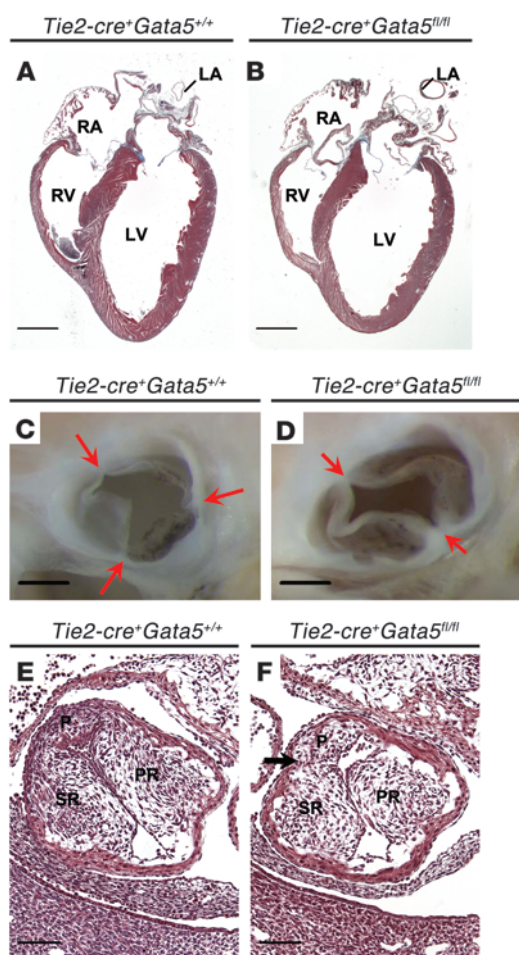 Tie2-cre⁺Gata5⁺/⁺ Tie2-cre⁺Gata5ᶠˡ/ᶠˡ
A LA B LA
RA RA
RV RV
LV LV
Tie2-cre⁺Gata5⁺/⁺ Tie2-cre⁺Gata5ᶠˡ/ᶠˡ
C D
Tie2-cre⁺Gata5⁺/⁺ Tie2-cre⁺Gata5ᶠˡ/ᶠˡ
E F
P P
PR
SR SR PR